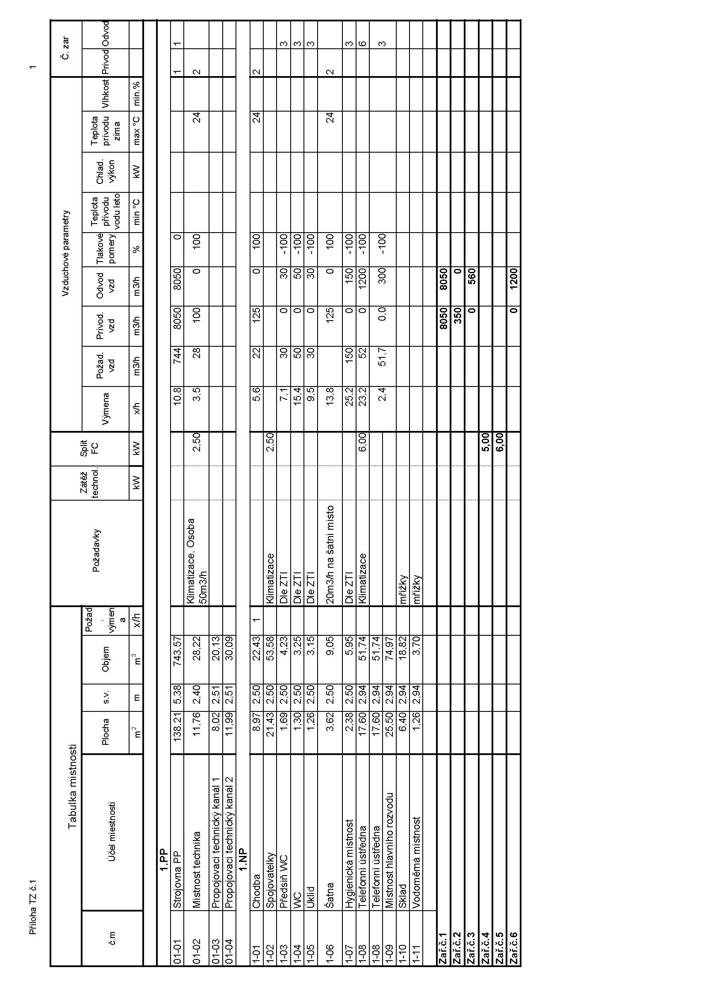 Příloha TZ č.1 1
Tabulka místností Požadavky Zátěž technol. Split FC Vzduchové parametry Č. zar
č.m Účel miestnosti Plocha s.v. Objem Požad . výmen a Výmena Požad. vzd Prívod. vzd Odvod vzd Tlakové pomery Teplota přívodu vodu leto Chlad. výkon Teplota prívodu zima Vlhkost Prívod Odvod
m² m m³ x/h kW kW x/h m3/h m3/h m3/h % min °C kW max °C min.%
1.PP
01-01 Strojovna PP 138,21 5,38 743,57 10,8 744 8050 8050 0 1 1
01-02 Místnost technika 11,76 2,40 28,22 Klimatizace, Osoba 50m3/h 2,50 3,5 28 100 0 100 24 2
01-03 Propojovací technický kanál 1 8,02 2,51 20,13
01-04 Propojovací technický kanál 2 11,99 2,51 30,09
1.NP
1-01 Chodba 8,97 2,50 22,43 1 5,6 22 125 0 100 24 2
1-02 Spojovatelky 21,43 2,50 53,58 Klimatizace 2,50
1-03 Předsíň WC 1,69 2,50 4,23 Dle ZTI 7,1 30 0 30 -100 3
1-04 WC 1,30 2,50 3,25 Dle ZTI 15,4 50 0 50 -100 3
1-05 Úklid 1,26 2,50 3,15 Dle ZTI 9,5 30 0 30 -100 3
1-06 Šatna 3,62 2,50 9,05 20m3/h na šatní místo 13,8 125 0 100 24 2
1-07 Hygienická místnost 2,38 2,50 5,95 Dle ZTI 25,2 150 0 150 -100 3
1-08 Telefonní ústředna 17,60 2,94 51,74 Klimatizace 6,00 23,2 52 0 1200 -100 6
1-08 Telefonní ústředna 17,60 2,94 51,74 2,4 51,7 0,0 300 -100 3
1-09 Místnost hlavního rozvodu 25,50 2,94 74,97
1-10 Sklad 6,40 2,94 18,82 mřížky
1-11 Vodoměrná místnost 1,26 2,94 3,70 mřížky
Zař.č.1 8050 8050
Zař.č.2 350 0
Zař.č.3 0 560
Zař.č.4 5,00
Zař.č.5 6,00
Zař.č.6 0 1200